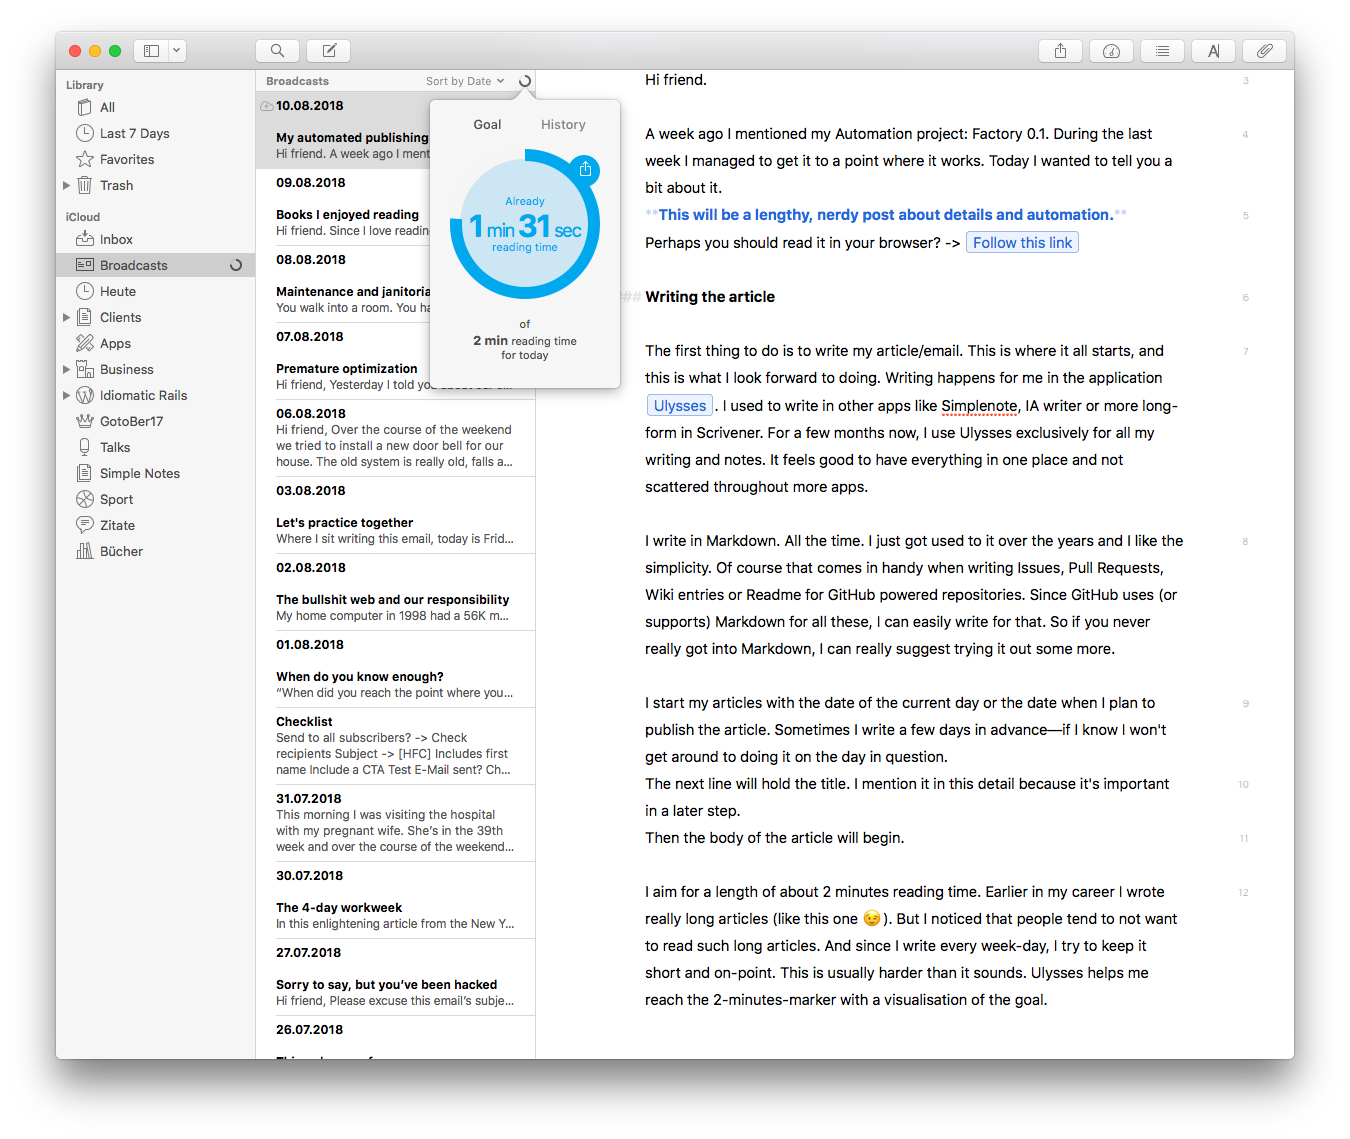 Library
All
Last 7 Days
Favorites
Trash
iCloud
Inbox
Broadcasts
Heute
Clients
Apps
Business
Idiomatic Rails
GotoBer17
Talks
Simple Notes
Sport
Zitate
Bücher
Broadcasts
Sort by Date
10.08.2018
My automated publishing
Hi friend. A week ago I ment
09.08.2018
Books I enjoyed reading
Hi friend. Since I love readin
08.08.2018
Maintenance and janitoria
You walk into a room. You ha
07.08.2018
Premature optimization
Hi friend, Yesterday I told you about our
06.08.2018
Hi friend, Over the course of the weekend
we tried to install a new door bell for our
house. The old system is really old, falls a...
03.08.2018
Let's practice together
Where I sit writing this email, today is Frid...
02.08.2018
The bullshit web and our responsibility
My home computer in 1998 had a 56K m...
01.08.2018
When do you know enough?
“When did you reach the point where you...
Checklist
Send to all subscribers? -> Check
recipients Subject -> [HFC] Includes first
name Include a CTA Test E-Mail sent? Ch...
31.07.2018
This morning I was visiting the hospital
with my pregnant wife. She’s in the 39th
week and over the course of the weekend...
30.07.2018
The 4-day workweek
In this enlightening article from the New Y...
27.07.2018
Sorry to say, but you’ve been hacked
Hi friend, Please excuse this email’s subje...
26.07.2018
Goal
History
Already
1 min 31 sec
reading time
of
2 min reading time
for today
Hi friend.
3
A week ago I mentioned my Automation project: Factory 0.1. During the last
4
week I managed to get it to a point where it works. Today I wanted to tell you a
bit about it.
**This will be a lengthy, nerdy post about details and automation.**
5
Perhaps you should read it in your browser? -> Follow this link
## Writing the article
6
The first thing to do is to write my article/email. This is where it all starts, and
7
this is what I look forward to doing. Writing happens for me in the application
Ulysses . I used to write in other apps like Simplenote, IA writer or more long-
form in Scrivener. For a few months now, I use Ulysses exclusively for all my
writing and notes. It feels good to have everything in one place and not
scattered throughout more apps.
I write in Markdown. All the time. I just got used to it over the years and I like the
8
simplicity. Of course that comes in handy when writing Issues, Pull Requests,
Wiki entries or Readme for GitHub powered repositories. Since GitHub uses (or
supports) Markdown for all these, I can easily write for that. So if you never
really got into Markdown, I can really suggest trying it out some more.
I start my articles with the date of the current day or the date when I plan to
9
publish the article. Sometimes I write a few days in advance—if I know I won't
get around to doing it on the day in question.
The next line will hold the title. I mention it in this detail because it's important
10
in a later step.
Then the body of the article will begin.
11
I aim for a length of about 2 minutes reading time. Earlier in my career I wrote
12
really long articles (like this one 😉). But I noticed that people tend to not want
to read such long articles. And since I write every week-day, I try to keep it
short and on-point. This is usually harder than it sounds. Ulysses helps me
reach the 2-minutes-marker with a visualisation of the goal.